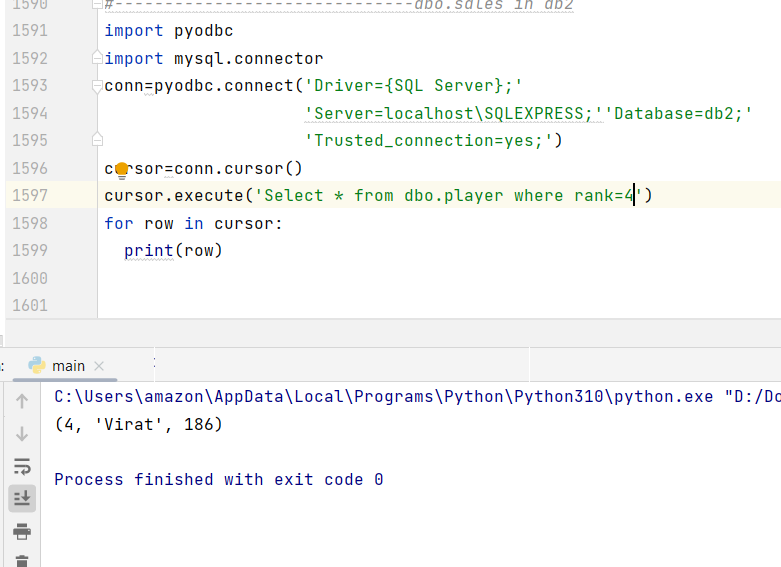 1590 #------------------------------dbo.sales in db2
1591 import pyodbc
1592 import mysql.connector
1593 conn=pyodbc.connect('Driver={SQL Server};'
1594 'Server=localhost\SQLEXPRESS;''Database=db2;'
1595 'Trusted_connection=yes;')
1596 cursor=conn.cursor()
1597 cursor.execute('Select * from dbo.player where rank=4')
1598 for row in cursor:
1599 print(row)
1600
1601
main
C:\Users\amazon\AppData\Local\Programs\Python\Python310\python.exe "D:/Do
(4, 'Virat', 186)
Process finished with exit code 0